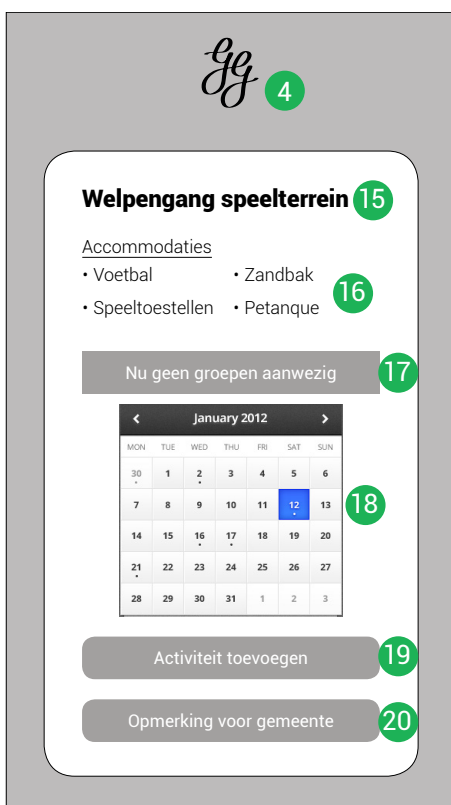 gg 4
Welpengang speelterrein 15
Accommodaties
• Voetbal • Zandbak
• Speeltoestellen • Petanque 16
Nu geen groepen aanwezig 17
‹ January 2012 ›
MON TUE WED THU FRI SAT SUN
30 1 2 3 4 5 6
7 8 9 10 11 12 13 18
14 15 16 17 18 19 20
21 22 23 24 25 26 27
28 29 30 31 1 2 3
Activiteit toevoegen 19
Opmerking voor gemeente 20